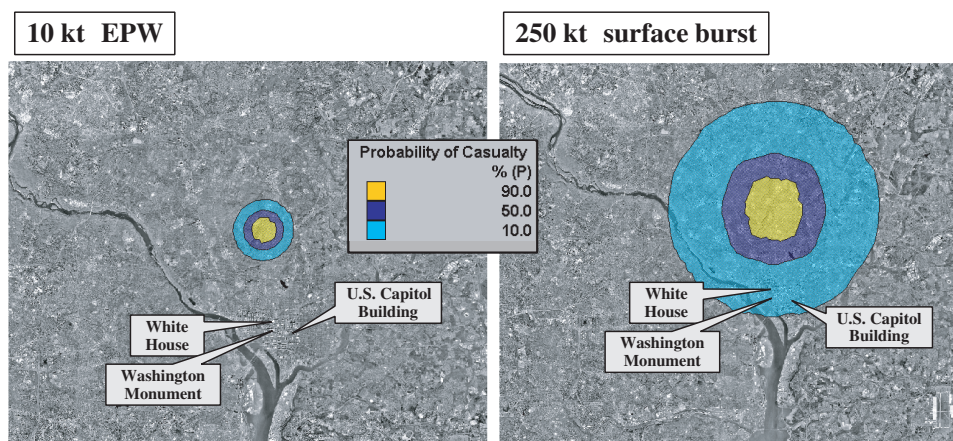 10 kt EPW
250 kt surface burst
Probability of Casualty
% (P)
90.0
50.0
10.0
White
House
U.S. Capitol
Building
Washington
Monument
White
House
U.S. Capitol
Building
Washington
Monument